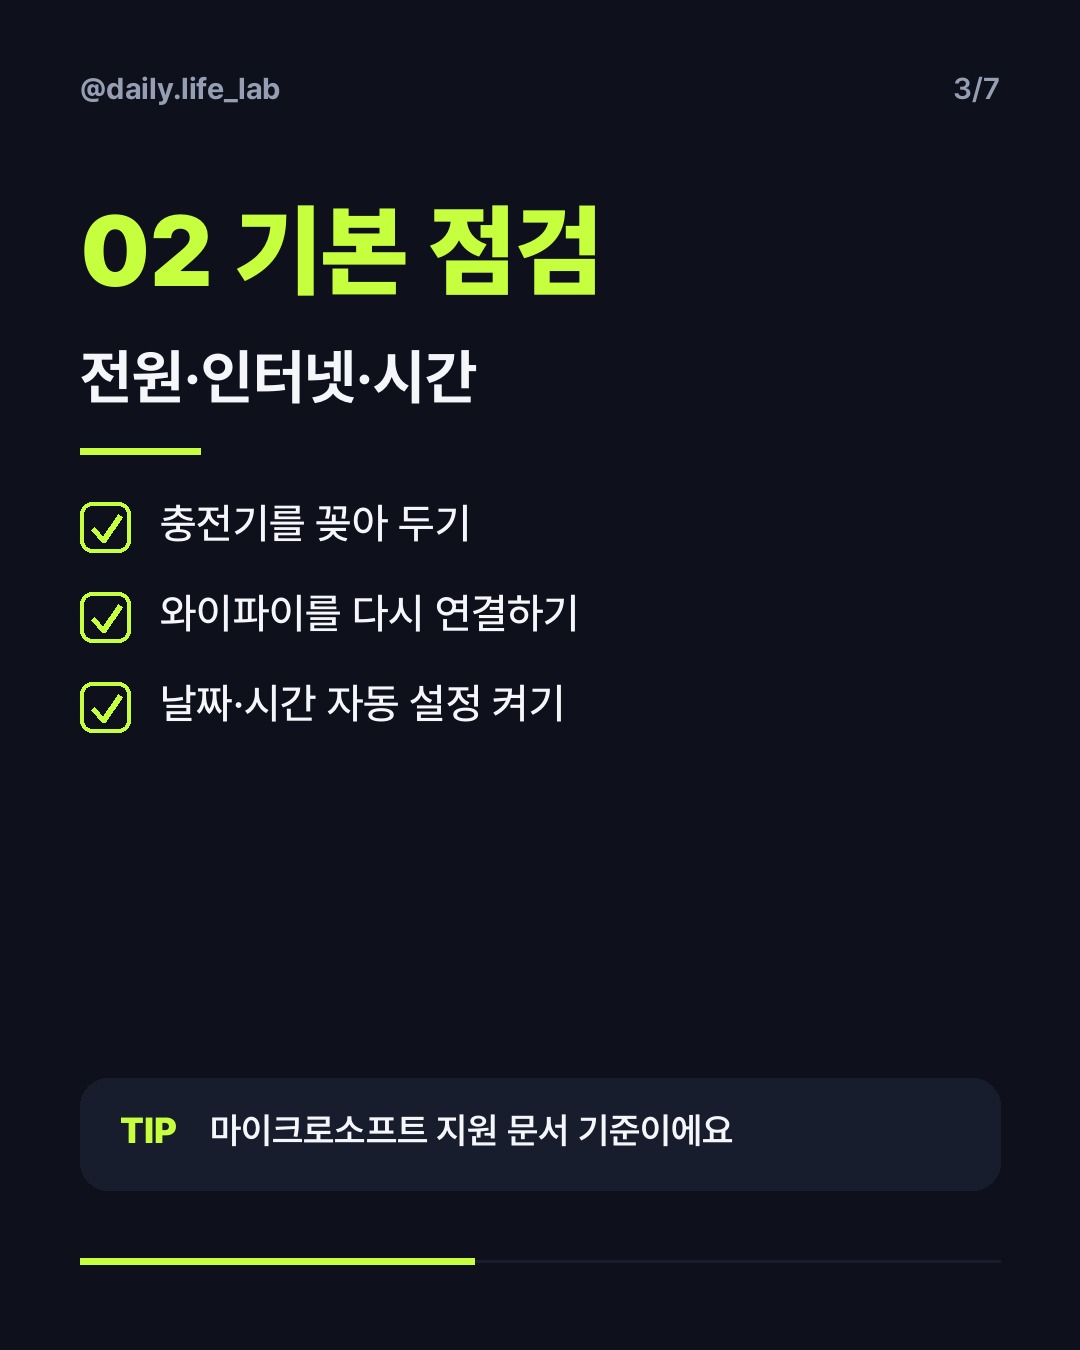 @daily.life_lab
3/7
02 기본 점검
전원·인터넷·시간
충전기를 꽂아 두기
와이파이를 다시 연결하기
날짜·시간 자동 설정 켜기
TIP 마이크로소프트 지원 문서 기준이에요